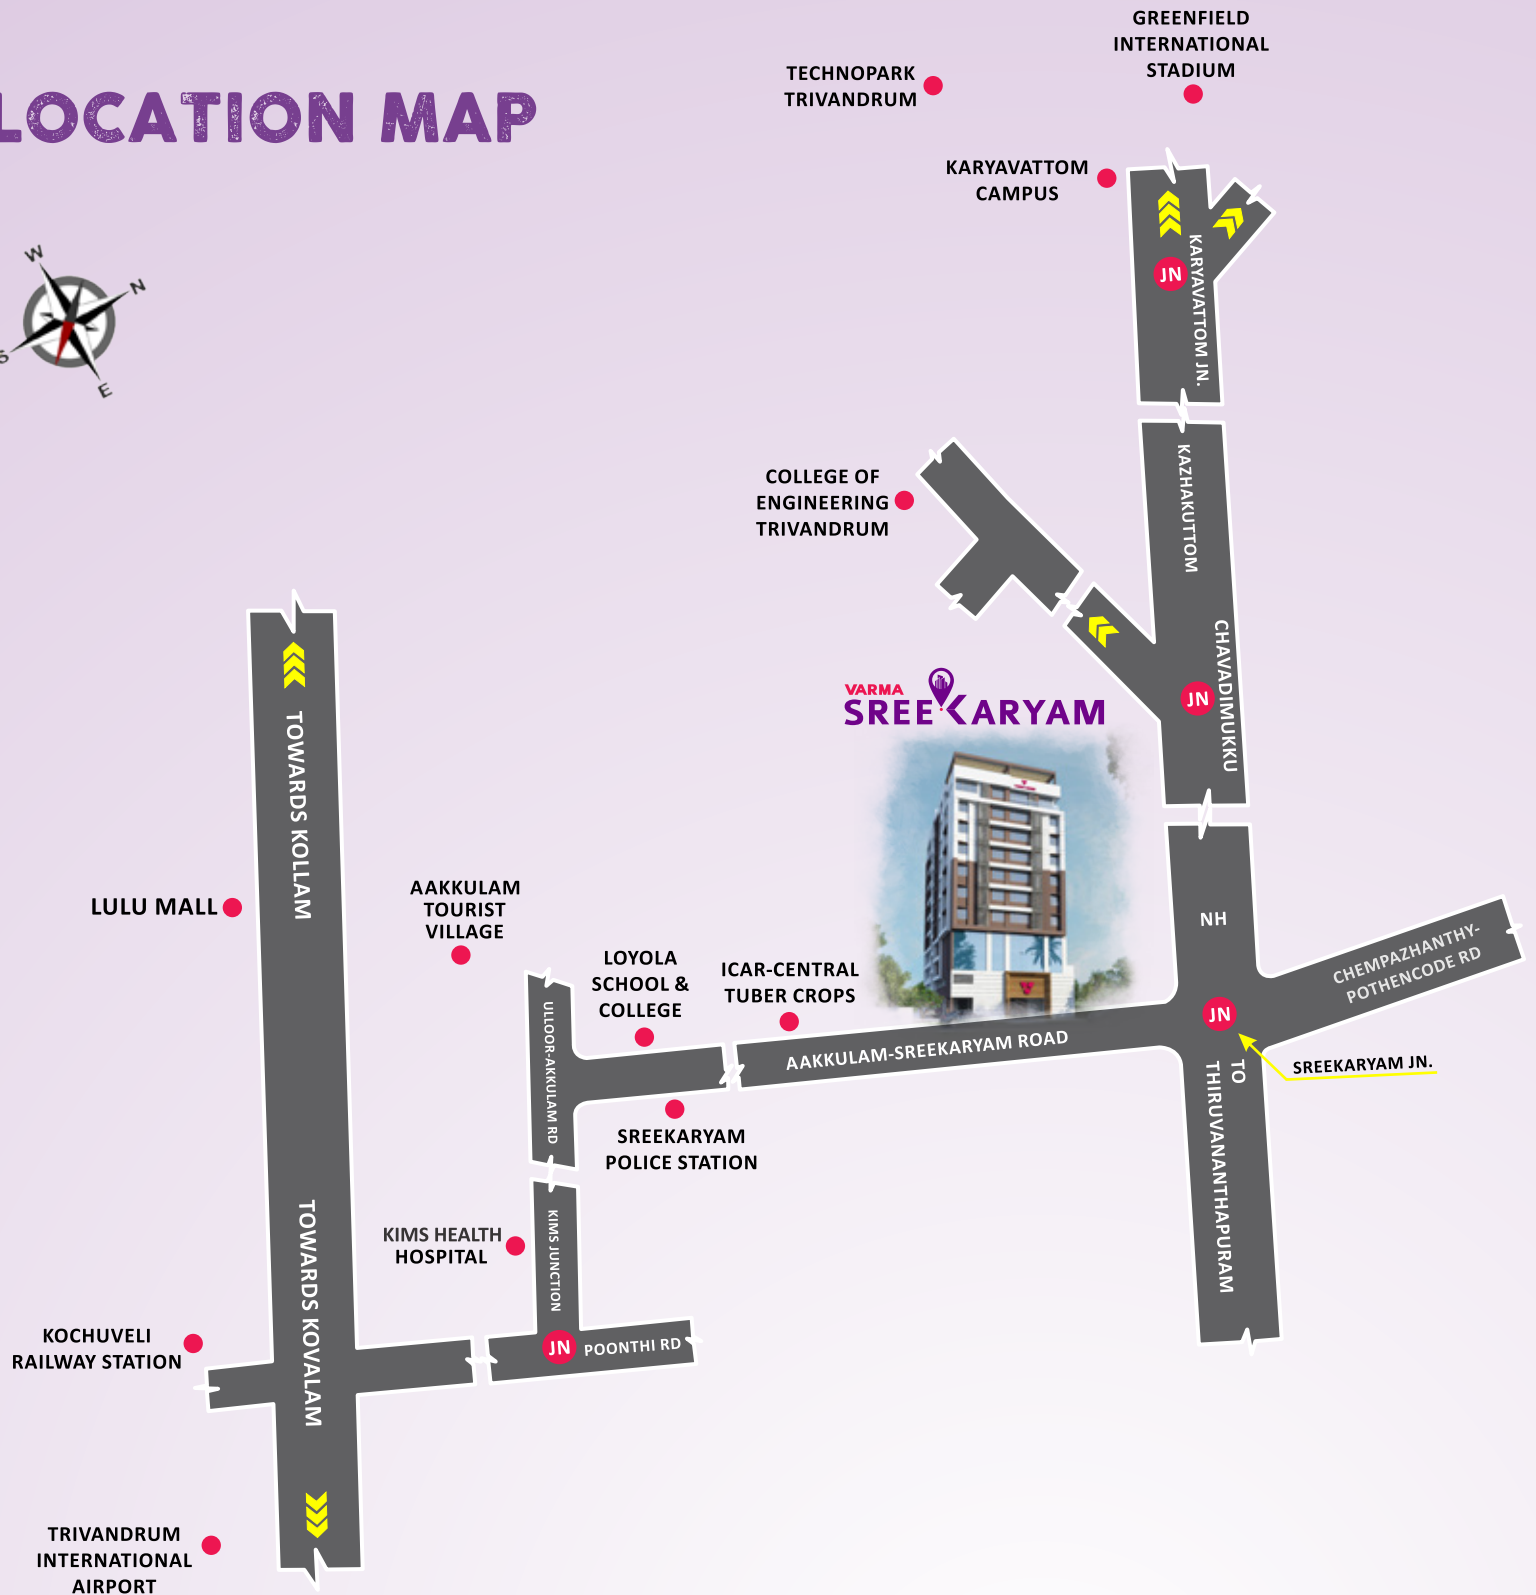 LOCATION MAP
W
N
S
E
GREENFIELD
INTERNATIONAL
STADIUM
TECHNOPARK
TRIVANDRUM
KARYAVATTOM
CAMPUS
JN
KARYAVATTOM JN.
KAZHAKUTTOM
COLLEGE OF
ENGINEERING
TRIVANDRUM
CHAVADIMUKKU
JN
VARMA
SREEKARYAM
TOWARDS KOLLAM
LULU MALL
AAKKULAM
TOURIST
VILLAGE
LOYOLA
SCHOOL &
COLLEGE
ICAR-CENTRAL
TUBER CROPS
NH
CHEMPAZHANTHY-
POTHENCODE RD
JN
SREEKARYAM JN.
AAKKULAM-SREEKARYAM ROAD
ULLOOR-AKKULAM RD
TO
THIRUVANANTHAPURAM
SREEKARYAM
POLICE STATION
KIMS HEALTH
HOSPITAL
KIMS JUNCTION
JN
POONTHI RD
TOWARDS KOVALAM
KOCHUVELI
RAILWAY STATION
TRIVANDRUM
INTERNATIONAL
AIRPORT